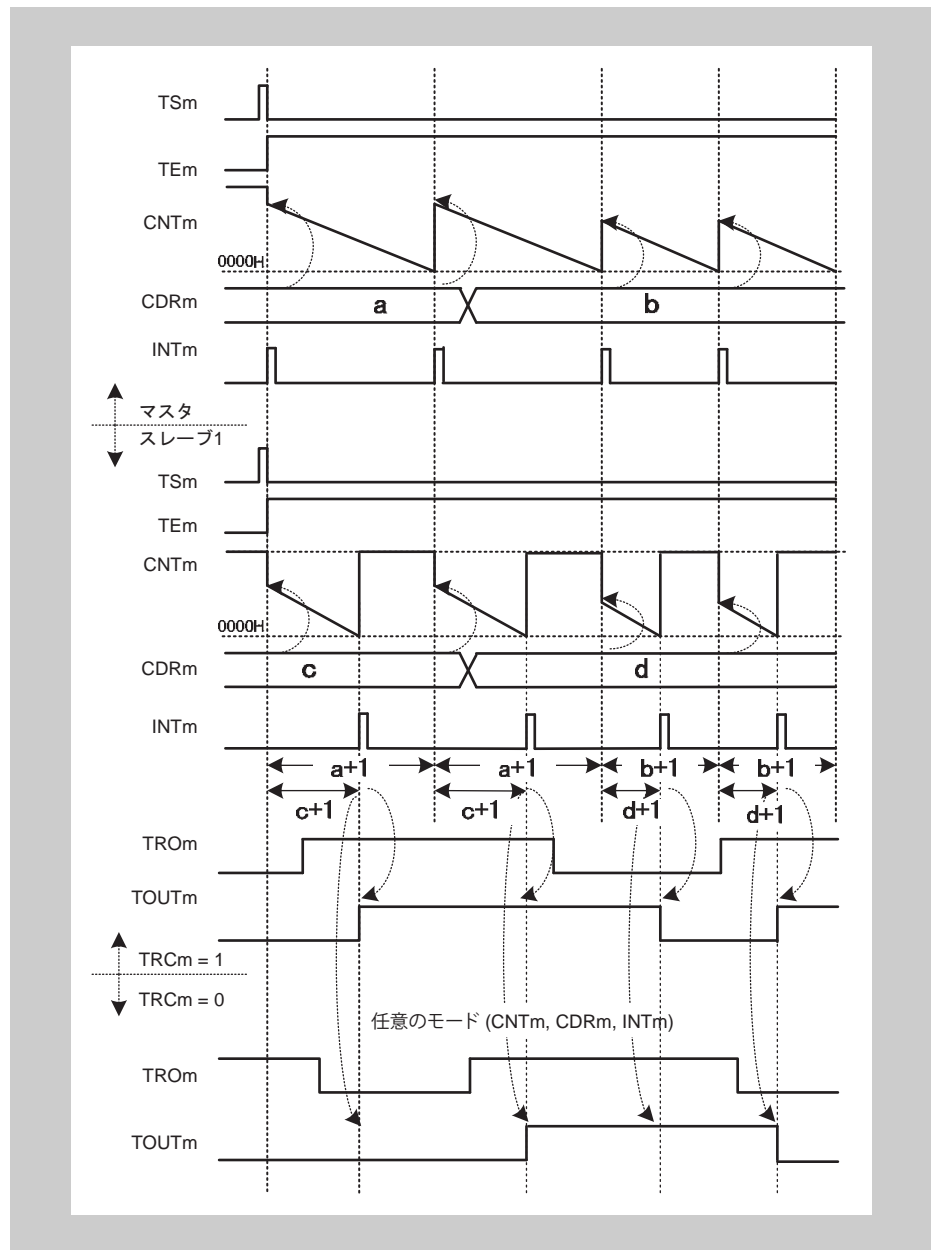 TSm
TEm
CNTm
0000H
CDRm a b
INTm
マスタ
スレーブ1
TSm
TEm
CNTm
0000H
CDRm c d
INTm
a+1 a+1 b+1 b+1
c+1 c+1 d+1 d+1
TROm
TOUTm
TRCm = 1
TRCm = 0
任意のモード (CNTm, CDRm, INTm)
TROm
TOUTm